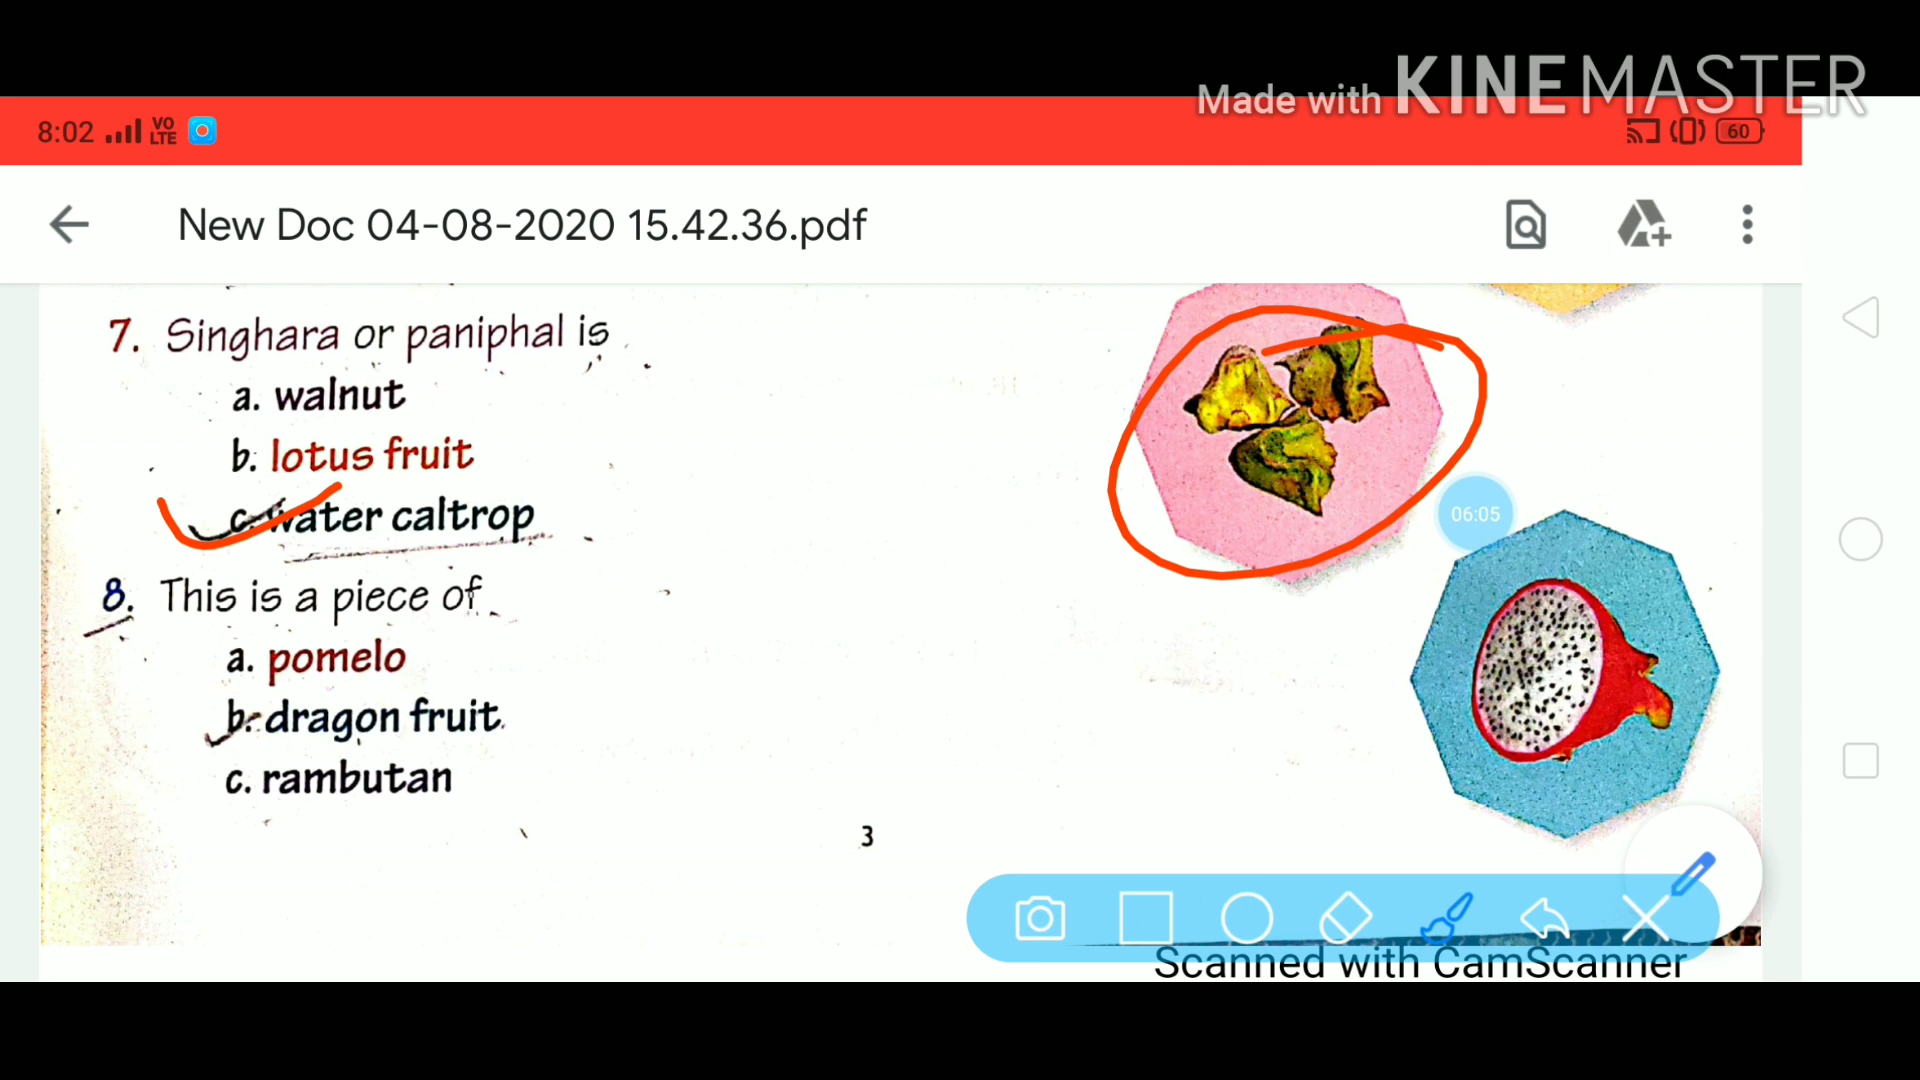 Made with KINEMASTER
8:02 VO LTE 60
New Doc 04-08-2020 15.42.36.pdf
7. Singhara or paniphal is
a. walnut
b. lotus fruit
c. water caltrop
06:05
8. This is a piece of
a. pomelo
b. dragon fruit
c. rambutan
3
Scanned with CamScanner